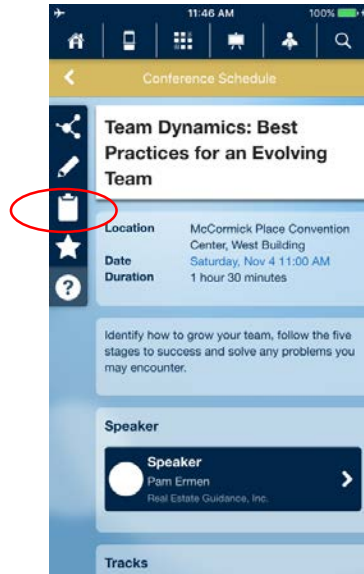 11:46 AM
100%
Conference Schedule
Team Dynamics: Best
Practices for an Evolving
Team
Location McCormick Place Convention
Center, West Building
Date Saturday, Nov 4 11:00 AM
Duration 1 hour 30 minutes
?
Identify how to grow your team, follow the five
stages to success and solve any problems you
may encounter.
Speaker
Speaker
Pam Ermen
Real Estate Guidance, Inc.
Tracks